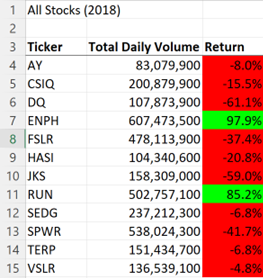 1 All Stocks (2018)
2
3 Ticker Total Daily Volume Return
4 AY 83,079,900 -8.0%
5 CSIQ 200,879,900 -15.5%
6 DQ 107,873,900 -61.1%
7 ENPH 607,473,500 97.9%
8 FSLR 478,113,900 -37.4%
9 HASI 104,340,600 -20.8%
10 JKS 158,309,000 -59.0%
11 RUN 502,757,100 85.2%
12 SEDG 237,212,300 -6.8%
13 SPWR 538,024,300 -41.7%
14 TERP 151,434,700 -6.8%
15 VSLR 136,539,100 -4.8%